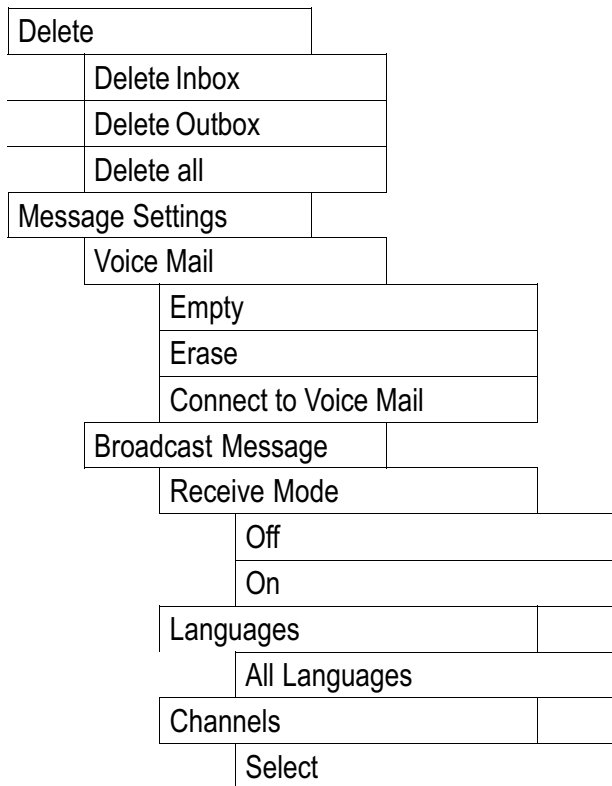 Delete
Delete Inbox
Delete Outbox
Delete all
Message Settings
Voice Mail
Empty
Erase
Connect to Voice Mail
Broadcast Message
Receive Mode
Off
On
Languages
All Languages
Channels
Select